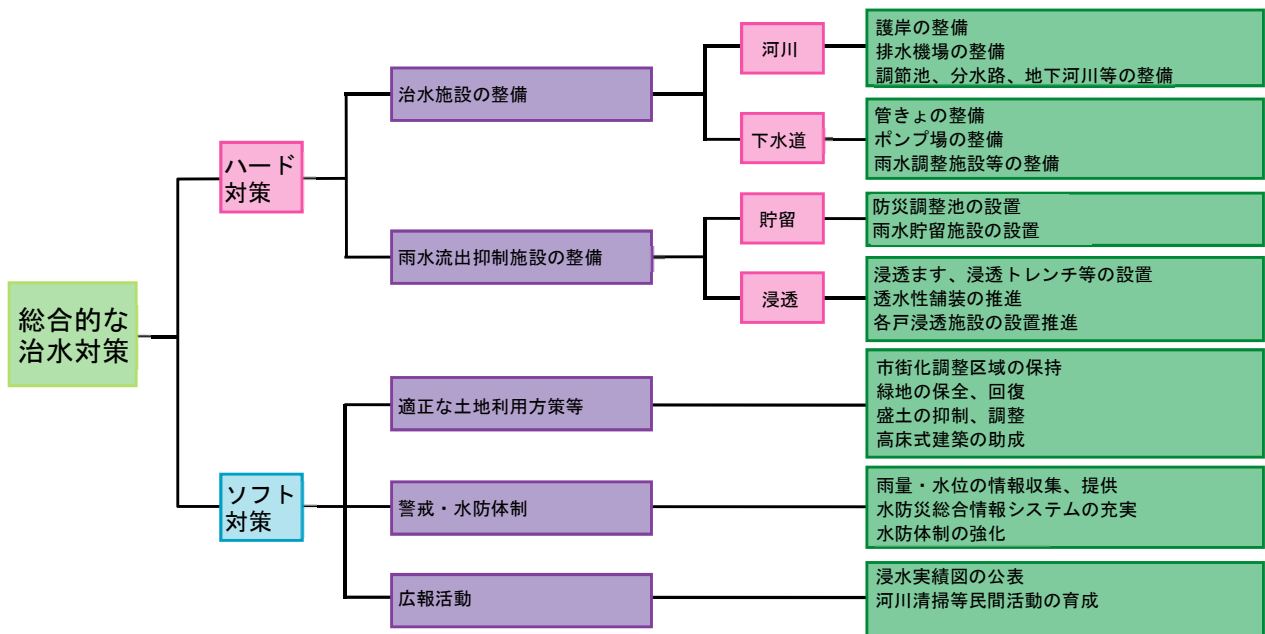 総合的な
治水対策
ハード
対策
治水施設の整備
河川
護岸の整備
排水機場の整備
調節池、分水路、地下河川等の整備
下水道
管きょの整備
ポンプ場の整備
雨水調整施設等の整備
雨水流出抑制施設の整備
貯留
防災調整池の設置
雨水貯留施設の設置
浸透
浸透ます、浸透トレンチ等の設置
透水性舗装の推進
各戸浸透施設の設置推進
ソフト
対策
適正な土地利用方策等
市街化調整区域の保持
緑地の保全、回復
盛土の抑制、調整
高床式建築の助成
警戒・水防体制
雨量・水位の情報収集、提供
水防災総合情報システムの充実
水防体制の強化
広報活動
浸水実績図の公表
河川清掃等民間活動の育成